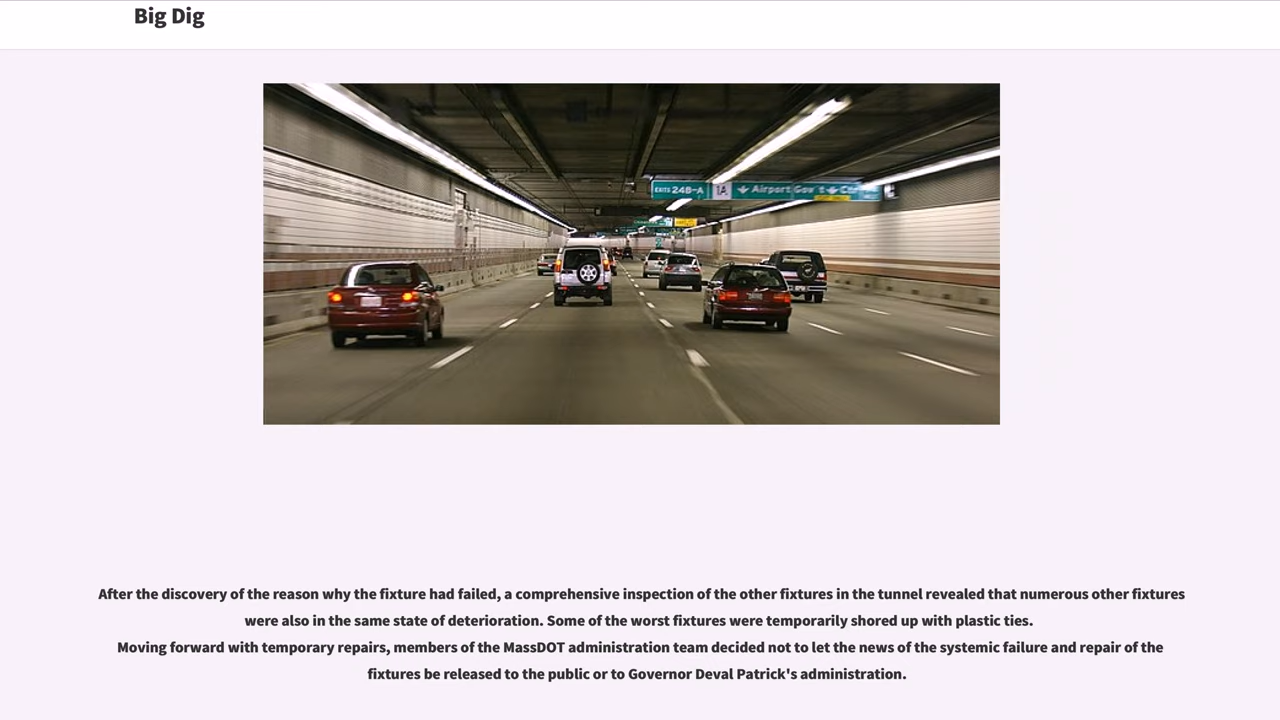 Big Dig
EXITS 24B-A 1A Airport Gov't
After the discovery of the reason why the fixture had failed, a comprehensive inspection of the other fixtures in the tunnel revealed that numerous other fixtures
were also in the same state of deterioration. Some of the worst fixtures were temporarily shored up with plastic ties.
Moving forward with temporary repairs, members of the MassDOT administration team decided not to let the news of the systemic failure and repair of the
fixtures be released to the public or to Governor Deval Patrick's administration.